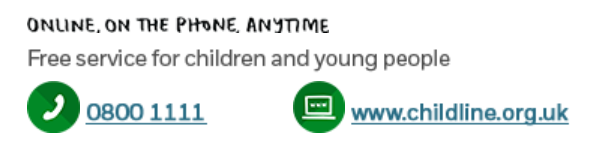 ONLINE, ON THE PHONE, ANYTIME
Free service for children and young people
0800 1111 www.childline.org.uk